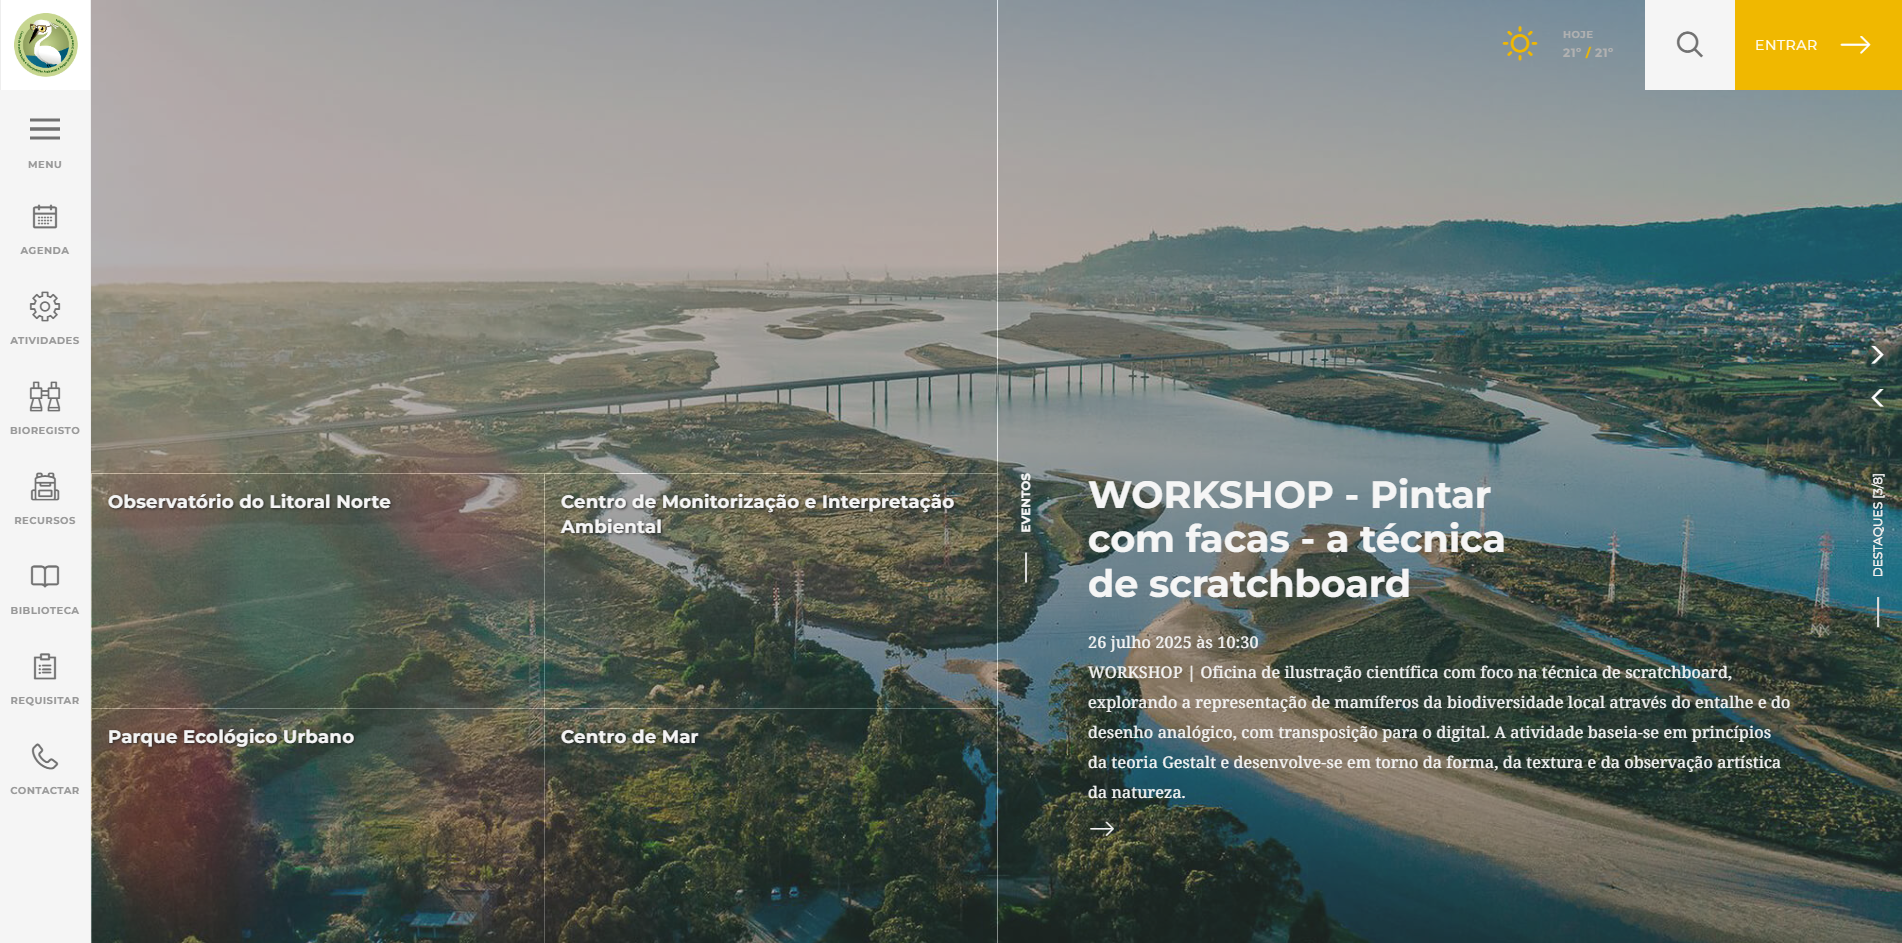 MENU
AGENDA
ATIVIDADES
BIOREGISTO
RECURSOS
BIBLIOTECA
REQUISITAR
CONTACTAR
HOJE
21º / 21º
ENTRAR
Observatório do Litoral Norte
Centro de Monitorização e Interpretação
Ambiental
Parque Ecológico Urbano
Centro de Mar
EVENTOS
WORKSHOP - Pintar
com facas - a técnica
de scratchboard
26 julho 2025 às 10:30
WORKSHOP | Oficina de ilustração científica com foco na técnica de scratchboard,
explorando a representação de mamíferos da biodiversidade local através do entalhe e do
desenho analógico, com transposição para o digital. A atividade baseia-se em princípios
da teoria Gestalt e desenvolve-se em torno da forma, da textura e da observação artística
da natureza.
DESTAQUES [3/8]